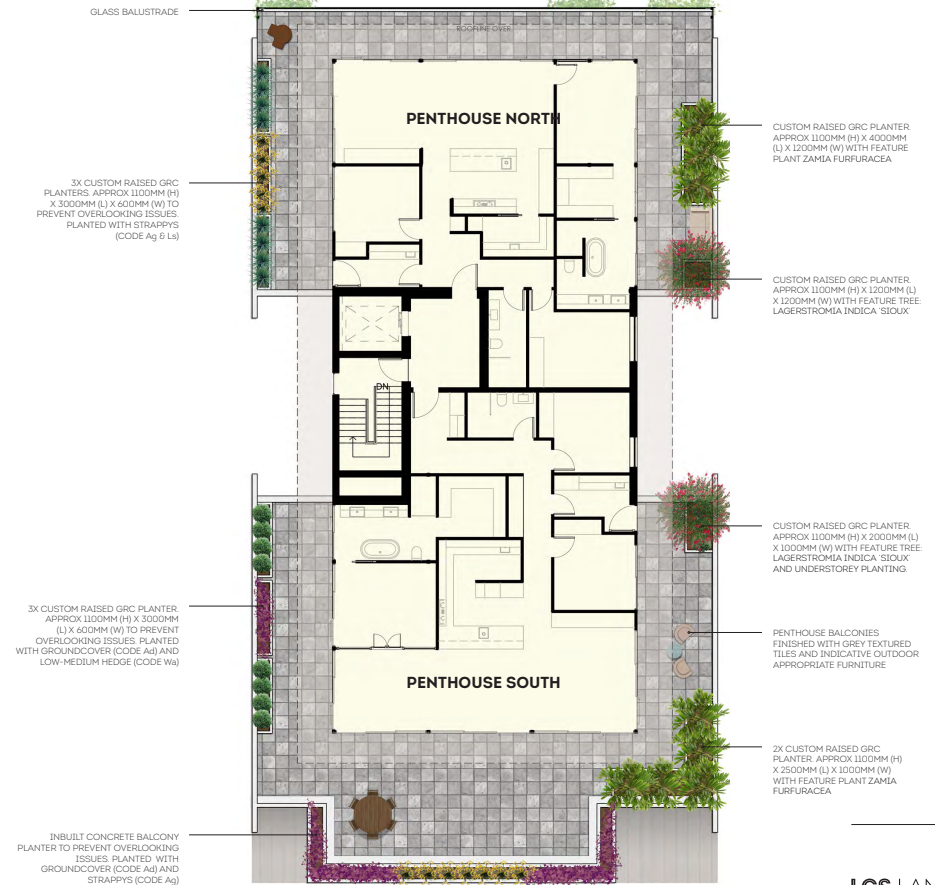 GLASS BALUSTRADE
ROOFLINE OVER
PENTHOUSE NORTH
CUSTOM RAISED GRC PLANTER.
APPROX 1100MM (H) X 4000MM
(L) X 1200MM (W) WITH FEATURE
PLANT ZAMIA FURFURACEA
3X CUSTOM RAISED GRC
PLANTERS. APPROX 1100MM (H)
X 3000MM (L) X 600MM (W) TO
PREVENT OVERLOOKING ISSUES.
PLANTED WITH STRAPPYS
(CODE Ag & Ls)
CUSTOM RAISED GRC PLANTER.
APPROX 1100MM (H) X 1200MM (L)
X 1200MM (W) WITH FEATURE TREE:
LAGERSTROMIA INDICA 'SIOUX'
DN
CUSTOM RAISED GRC PLANTER
APPROX 1100MM (H) X 2000MM (L)
X 1000MM (W) WITH FEATURE TREE:
LAGERSTROMIA INDICA 'SIOUX'
AND UNDERSTOREY PLANTING.
3X CUSTOM RAISED GRC PLANTER.
APPROX 1100MM (H) X 3000MM
(L) X 600MM (W) TO PREVENT
OVERLOOKING ISSUES. PLANTED
WITH GROUNDCOVER (CODE Ad) AND
LOW-MEDIUM HEDGE (CODE Wa)
PENTHOUSE BALCONIES
FINISHED WITH GREY TEXTURED
TILES AND INDICATIVE OUTDOOR
APPROPRIATE FURNITURE
PENTHOUSE SOUTH
2X CUSTOM RAISED GRC
PLANTER. APPROX 1100MM (H)
X 2500MM (L) X 1000MM (W)
WITH FEATURE PLANT ZAMIA
FURFURACEA
INBUILT CONCRETE BALCONY
PLANTER TO PREVENT OVERLOOKING
ISSUES. PLANTED WITH
GROUNDCOVER (CODE Ad) AND
STRAPPYS (CODE Ag)